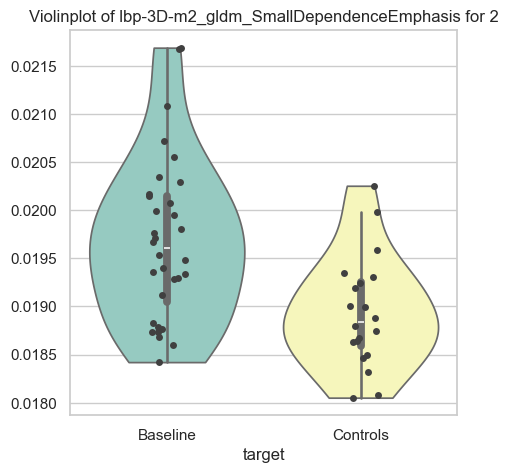 Violinplot of lbp-3D-m2_gldm_SmallDependenceEmphasis for 2
0.0215
0.0210
0.0205
0.0200
0.0195
0.0190
0.0185
0.0180
Baseline
Controls
target